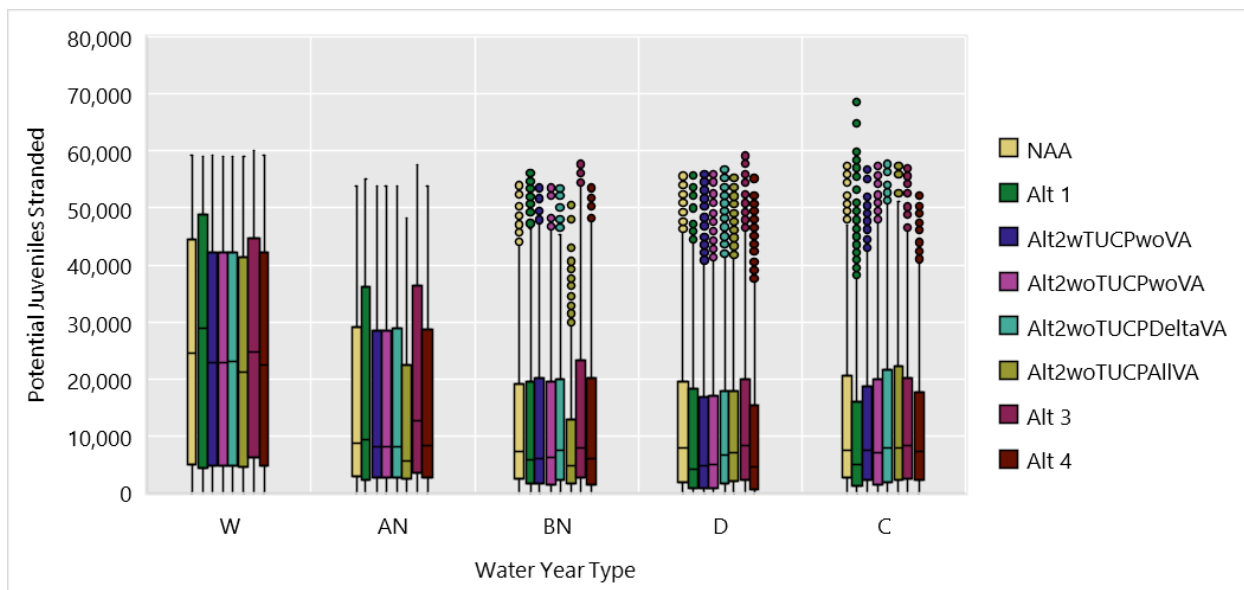 80,000
70,000
60,000
50,000
40,000
30,000
20,000
10,000
0
Potential Juveniles Stranded
W AN BN D C
Water Year Type
NAA
Alt 1
Alt2wTUCPwoVA
Alt2woTUCPwoVA
Alt2woTUCPDeltaVA
Alt2woTUCPAllVA
Alt 3
Alt 4